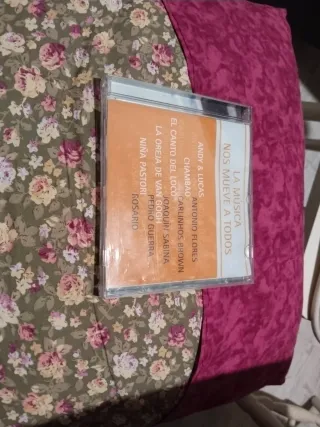 LA MÚSICA
NOS MUEVE A TODOS
ANDY & LUCAS
ANTONIO FLORES
CHAMBAO
CARLINHOS BROWN
EL CANTO DEL LOCO
JOAQUÍN SABINA
LA OREJA DE VAN GOGH
PEDRO GUERRA
NIÑA PASTORI
ROSARIO